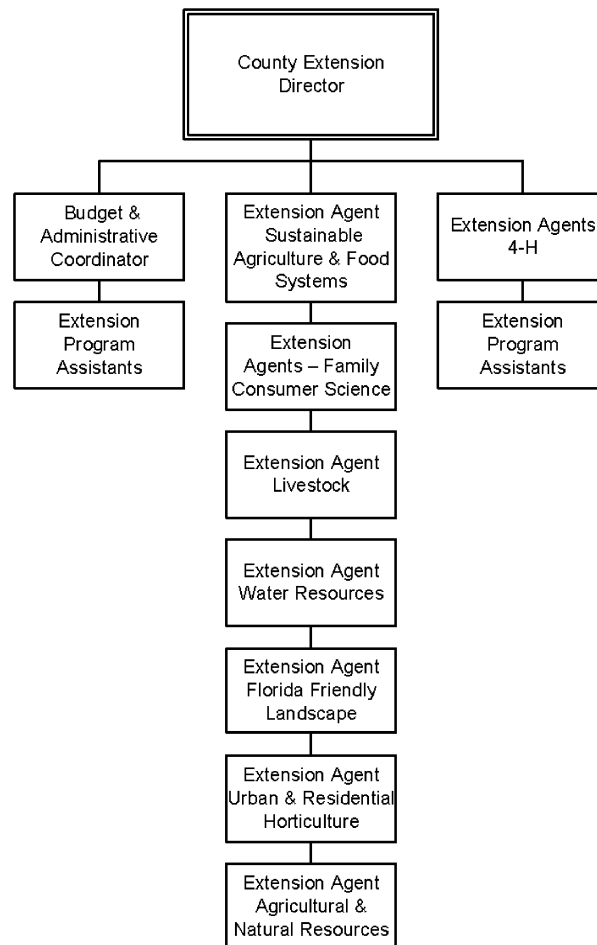 County Extension
Director
Budget &
Administrative
Coordinator
Extension
Program
Assistants
Extension Agent
Sustainable
Agriculture & Food
Systems
Extension
Agents – Family
Consumer Science
Extension Agent
Livestock
Extension Agent
Water Resources
Extension Agent
Florida Friendly
Landscape
Extension Agent
Urban & Residential
Horticulture
Extension Agent
Agricultural &
Natural Resources
Extension Agents
4-H
Extension
Program
Assistants